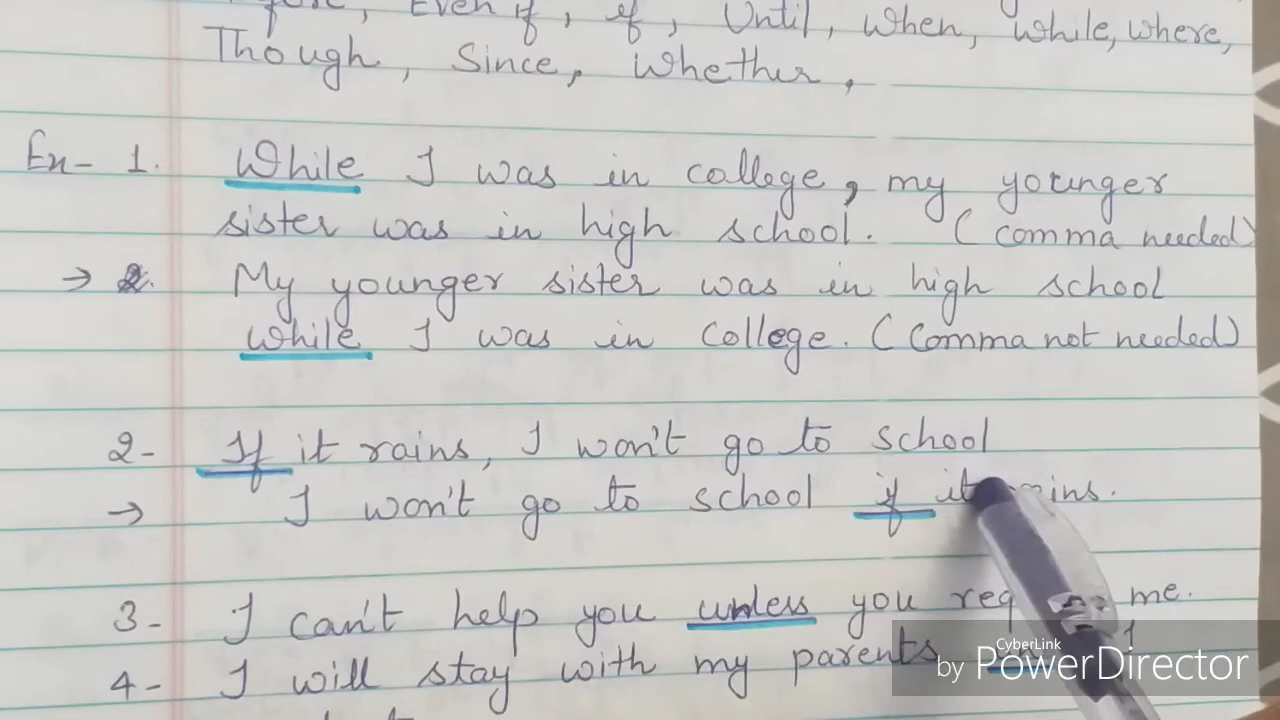 Even if, if, Until, When, while, where,
Though, Since, Whether,
Ex- 1. While I was in college, my younger
sister was in high school. (comma needed)
→ 2. My younger sister was in high school
while I was in college. (Comma not needed)
2- If it rains, I won't go to school
→ I won't go to school if it
3- I can't help you unless you me.
4- I will stay with my parents
CyberLink
by PowerDirector